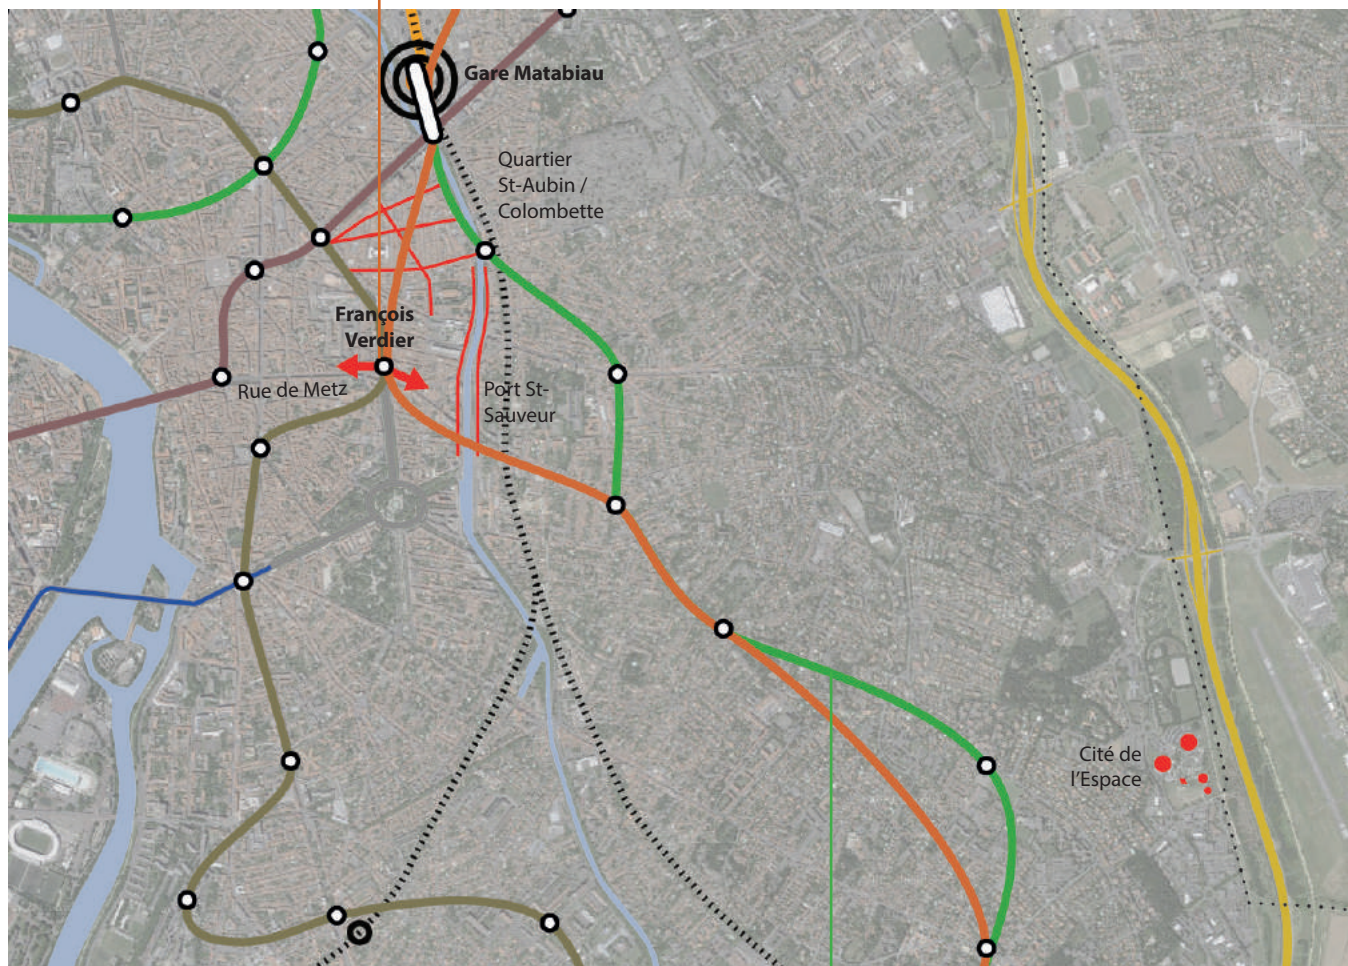 Gare Matabiau
Quartier
St-Aubin /
Colombette
François
Verdier
Rue de Metz
Port St-
Sauveur
Cité de
l'Espace